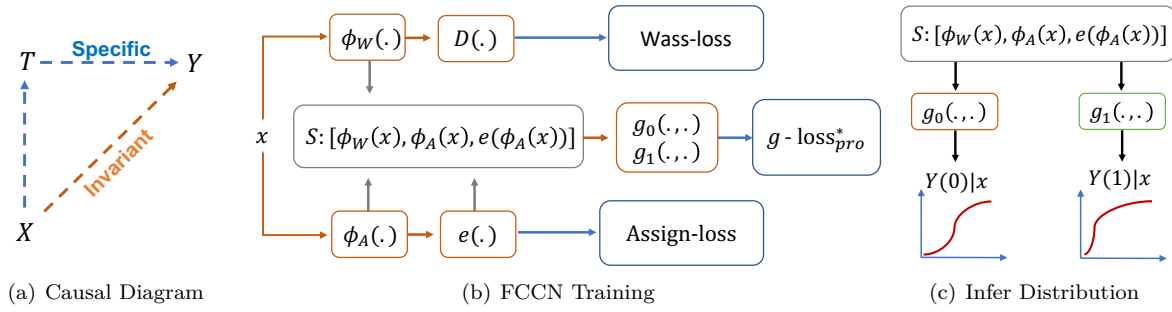 Specific
T
Y
Invariant
X
(a) Causal Diagram
x
ϕ_W(.)
D(.)
Wass-loss
S: [ϕ_W(x), ϕ_A(x), e(ϕ_A(x))]
g_0(.,.)
g_1(.,.)
g - loss*_pro
ϕ_A(.)
e(.)
Assign-loss
(b) FCCN Training
S: [ϕ_W(x), ϕ_A(x), e(ϕ_A(x))]
g_0(.,.)
g_1(.,.)
Y(0)|x
Y(1)|x
(c) Infer Distribution